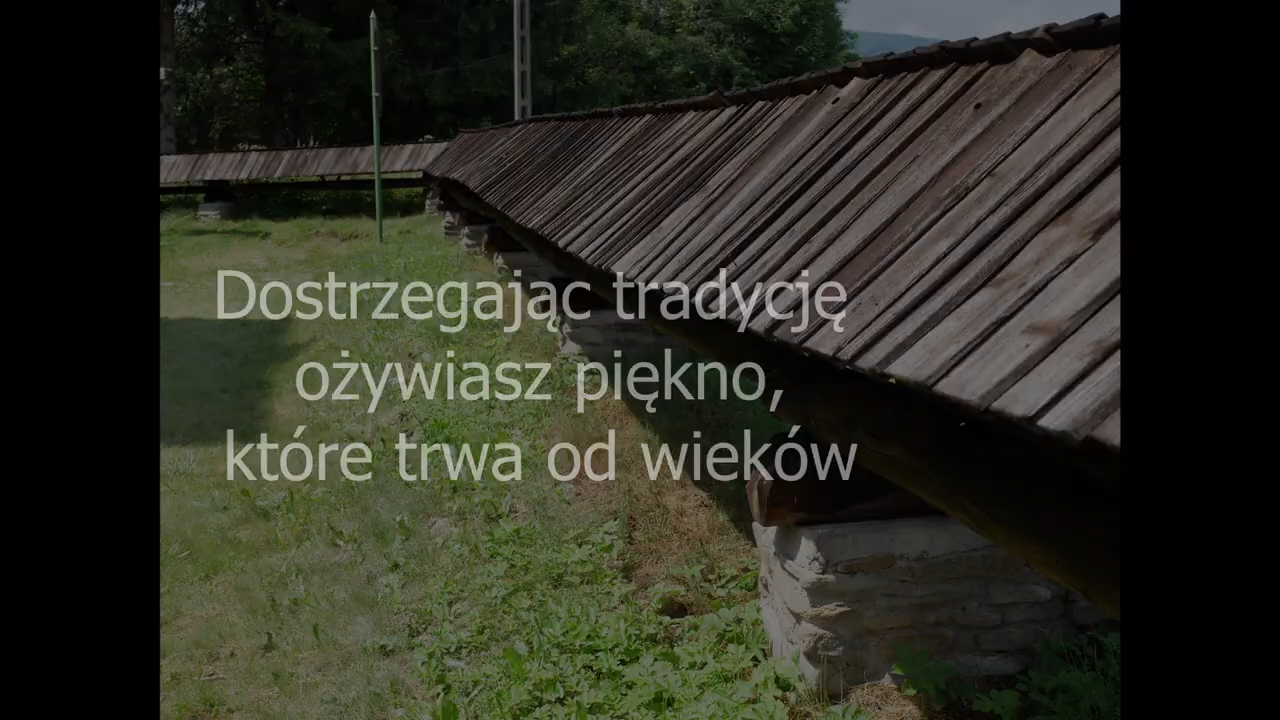 Dostrzegając tradycję
ożywiasz piękno,
które trwa od wieków